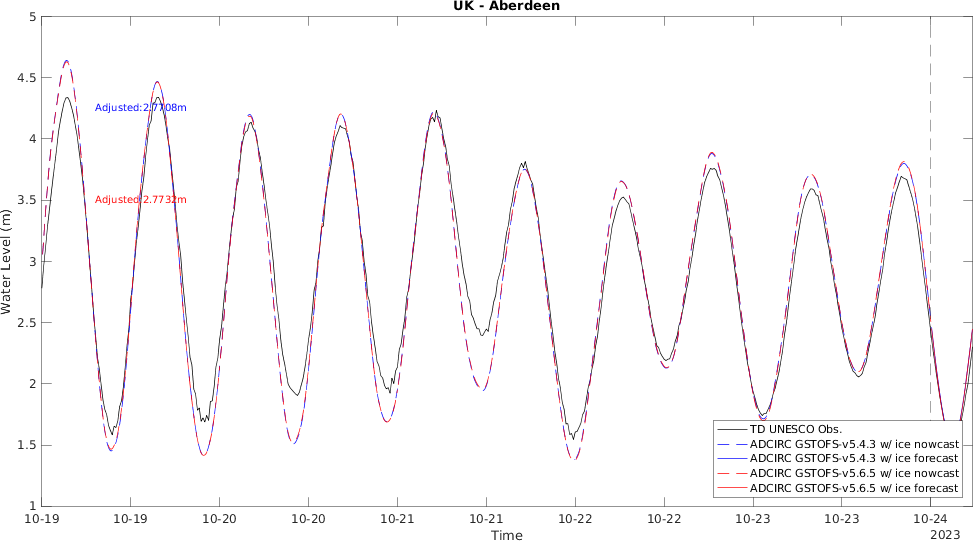 UK - Aberdeen
5
4.5
Adjusted:2.7708m
4
3.5
Adjusted:2.7732m
Water Level (m)
3
2.5
2
1.5
1
TD UNESCO Obs.
ADCIRC GSTOFS-v5.4.3 w/ ice nowcast
ADCIRC GSTOFS-v5.4.3 w/ ice forecast
ADCIRC GSTOFS-v5.6.5 w/ ice nowcast
ADCIRC GSTOFS-v5.6.5 w/ ice forecast
10-19 10-19 10-20 10-20 10-21 10-21 10-22 10-22 10-23 10-23 10-24
2023
Time